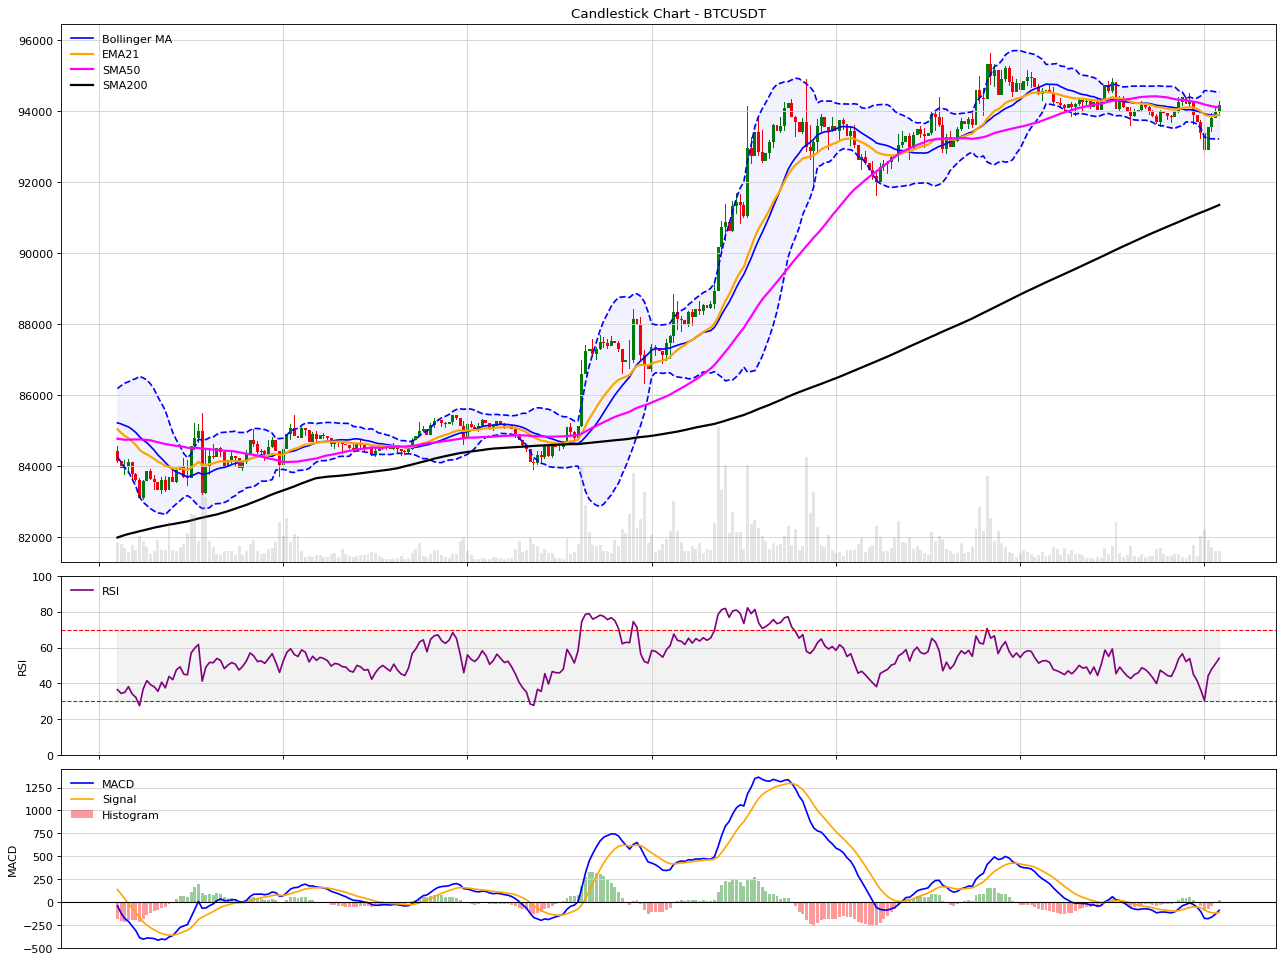 Candlestick Chart - BTCUSDT
Bollinger MA
EMA21
SMA50
SMA200
96000
94000
92000
90000
88000
86000
84000
82000
RSI
RSI
100
80
60
40
20
0
MACD
Signal
Histogram
MACD
1250
1000
750
500
250
0
−250
−500